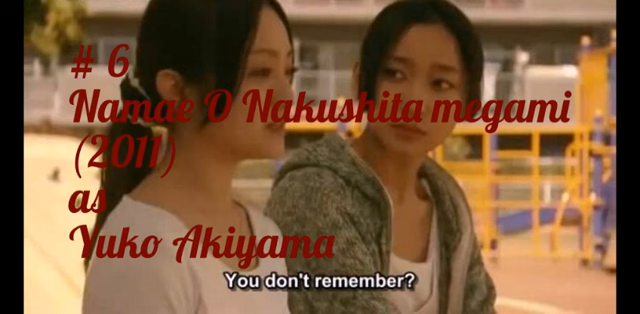 # 6
Namae O Nakushita megami
(2011)
as
Yuko Akiyama
You don't remember?